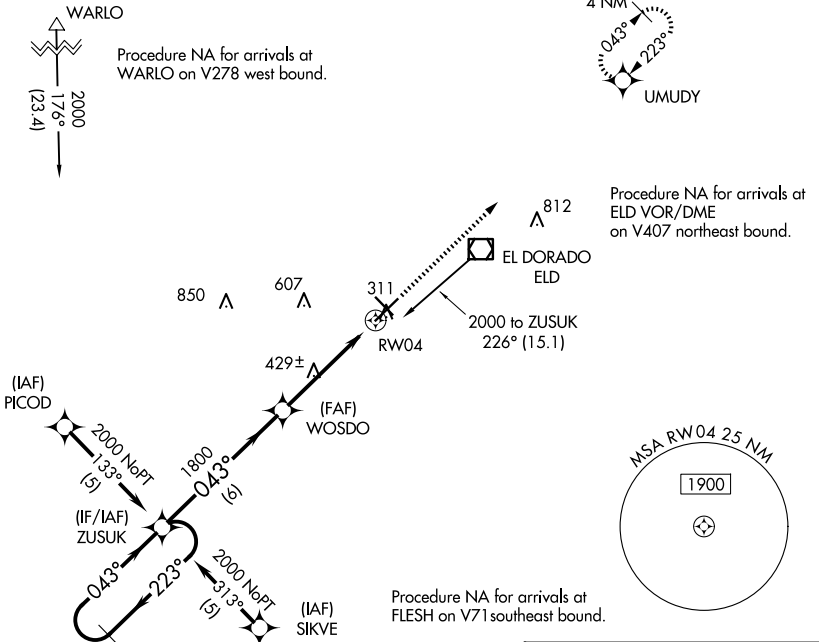 WARLO
Procedure NA for arrivals at
WARLO on V278 west bound.
2000
176°
(23.4)
4 NM
043°
223°
UMUDY
Procedure NA for arrivals at
ELD VOR/DME
on V407 northeast bound.
812
EL DORADO
ELD
850
607
311
RW04
2000 to ZUSUK
226° (15.1)
429±
(FAF)
WOSDO
(IAF)
PICOD
2000 NoPT
133°
(5)
1800
043°
(6)
(IF/IAF)
ZUSUK
043°
223°
2000 NoPT
313°
(5)
(IAF)
SIKVE
MSA RW04 25 NM
1900
Procedure NA for arrivals at
FLESH on V71southeast bound.